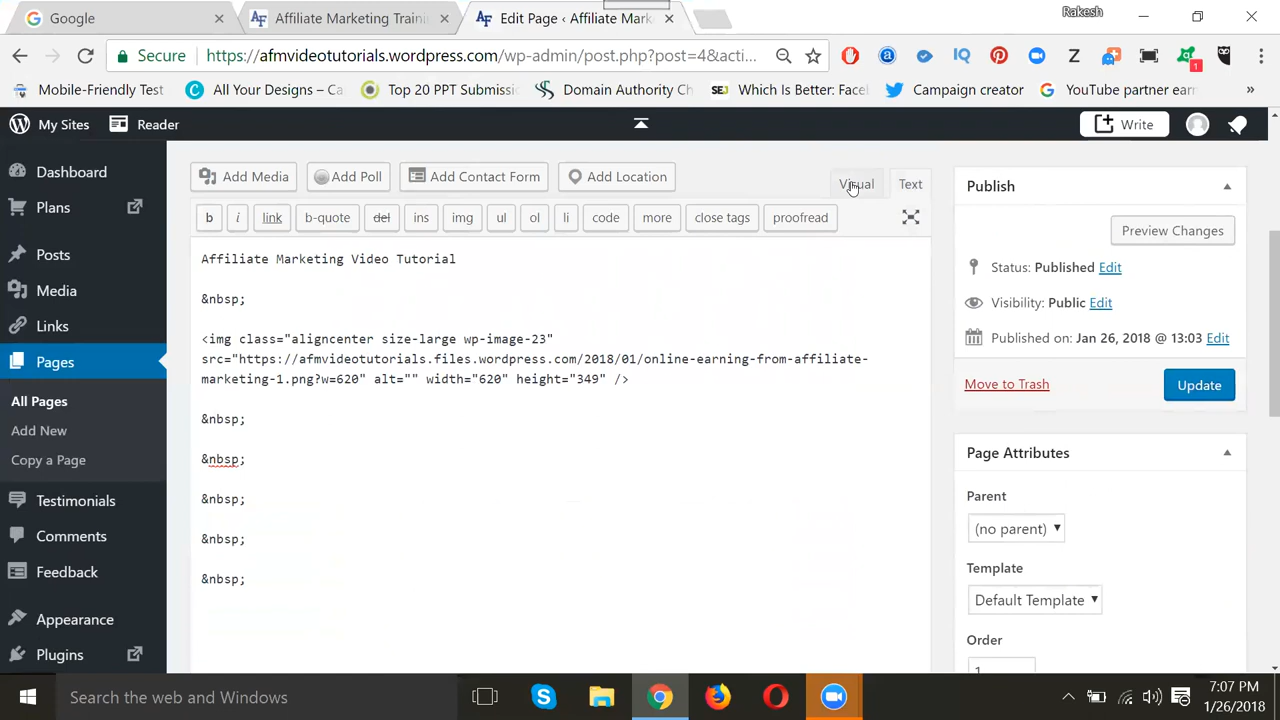 Google
Affiliate Marketing Traini
Edit Page ‹ Affiliate Mark
Rakesh
Secure
https://afmvideotutorials.wordpress.com/wp-admin/post.php?post=4&acti...
1
Mobile-Friendly Test
All Your Designs – Ca
Top 20 PPT Submissi
Domain Authority Ch
SEJ
Which Is Better: Faceb
Campaign creator
YouTube partner earn
»
My Sites
Reader
Write
Dashboard
Plans
Posts
Media
Links
Pages
All Pages
Add New
Copy a Page
Testimonials
Comments
Feedback
Appearance
Plugins
Add Media
Add Poll
Add Contact Form
Add Location
Visual
Text
b
i
link
b-quote
del
ins
img
ul
ol
li
code
more
close tags
proofread
Affiliate Marketing Video Tutorial
&nbsp;
<img class="aligncenter size-large wp-image-23"
src="https://afmvideotutorials.files.wordpress.com/2018/01/online-earning-from-affiliate-
marketing-1.png?w=620" alt="" width="620" height="349" />
&nbsp;
&nbsp;
&nbsp;
&nbsp;
&nbsp;
Publish
Preview Changes
Status: Published Edit
Visibility: Public Edit
Published on: Jan 26, 2018 @ 13:03 Edit
Move to Trash
Update
Page Attributes
Parent
(no parent)
Template
Default Template
Order
1
Search the web and Windows
7:07 PM
1/26/2018